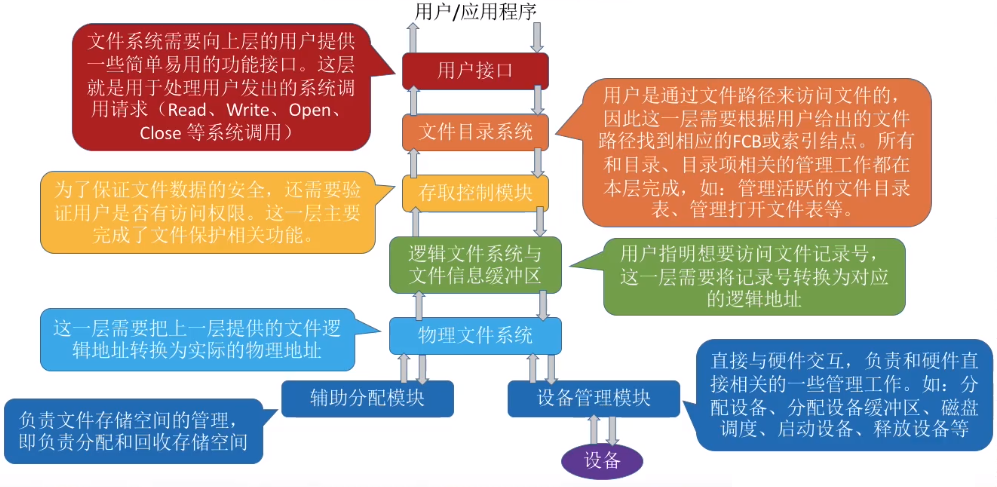 用户/应用程序
文件系统需要向上层的用户提供
一些简单易用的功能接口。这层
就是用于处理用户发出的系统调
用请求（Read、Write、Open、
Close 等系统调用）
用户接口
用户是通过文件路径来访问文件的，
因此这一层需要根据用户给出的文件
路径找到相应的FCB或索引结点。所有
和目录、目录项相关的管理工作都在
本层完成，如：管理活跃的文件目录
表、管理打开文件表等。
文件目录系统
为了保证文件数据的安全，还需要验
证用户是否有访问权限。这一层主要
完成了文件保护相关功能。
存取控制模块
逻辑文件系统与
文件信息缓冲区
用户指明想要访问文件记录号，
这一层需要将记录号转换为对应
的逻辑地址
这一层需要把上一层提供的文件逻
辑地址转换为实际的物理地址
物理文件系统
直接与硬件交互，负责和硬件直
接相关的一些管理工作。如：分
配设备、分配设备缓冲区、磁盘
调度、启动设备、释放设备等
辅助分配模块
设备管理模块
负责文件存储空间的管理，
即负责分配和回收存储空间
设备